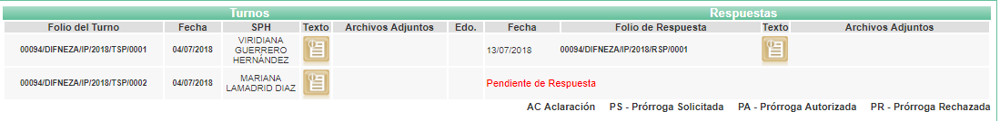 Turnos Respuestas
Folio del Turno Fecha SPH Texto Archivos Adjuntos Edo. Fecha Folio de Respuesta Texto Archivos Adjuntos
00094/DIFNEZA/IP/2018/TSP/0001 04/07/2018 VIRIDIANA GUERRERO HERNÁNDEZ 13/07/2018 00094/DIFNEZA/IP/2018/RSP/0001
00094/DIFNEZA/IP/2018/TSP/0002 04/07/2018 MARIANA LAMADRID DIAZ Pendiente de Respuesta
AC Aclaración PS - Prórroga Solicitada PA - Prórroga Autorizada PR - Prórroga Rechazada